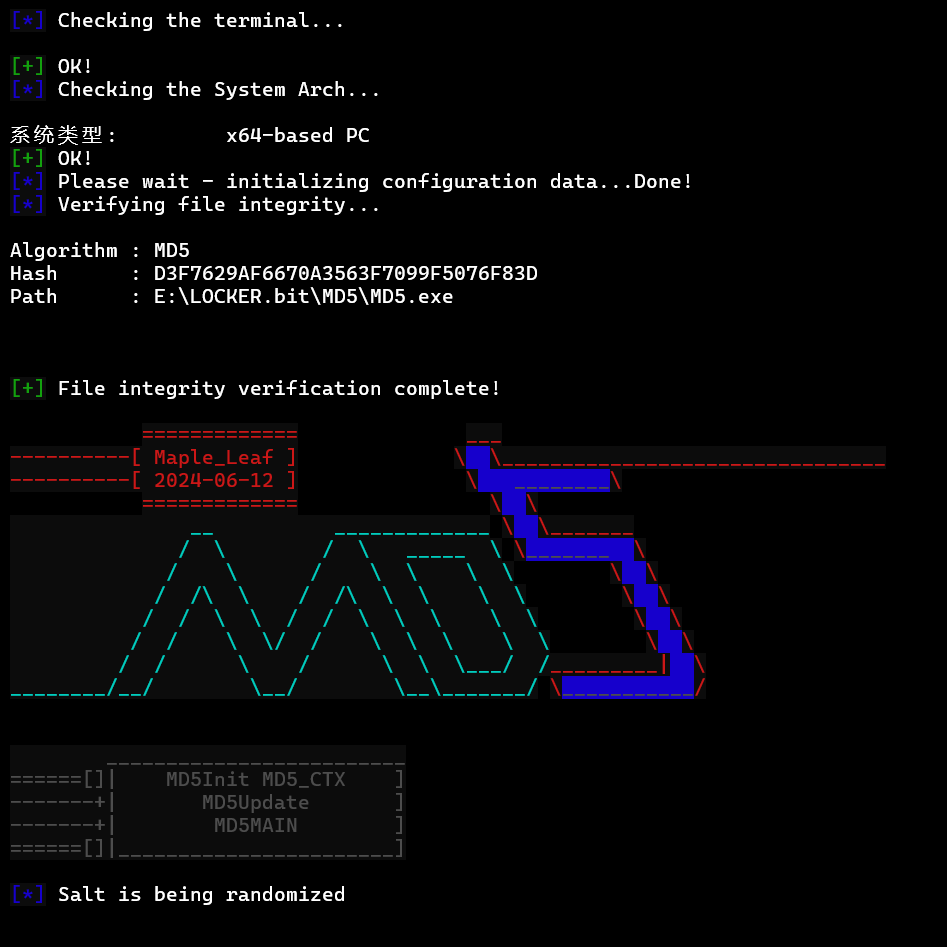 [*] Checking the terminal...
[+] OK!
[*] Checking the System Arch...
系统类型:         x64-based PC
[+] OK!
[*] Please wait - initializing configuration data...Done!
[*] Verifying file integrity...
Algorithm : MD5
Hash      : D3F7629AF6670A3563F7099F5076F83D
Path      : E:\LOCKER.bit\MD5\MD5.exe
[+] File integrity verification complete!
[ Maple_Leaf ]
[ 2024-06-12 ]
MD5
======[]|    MD5Init MD5_CTX    ]
-------+|       MD5Update       ]
-------+|        MD5MAIN        ]
======[]|_______________________]
[*] Salt is being randomized